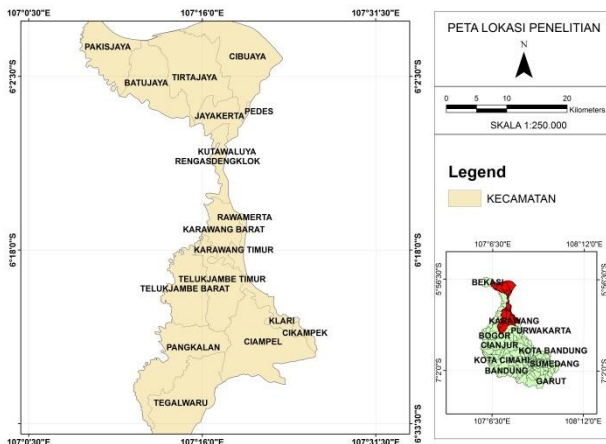 107°0'30"E 107°16'0"E 107°31'30"E
6°2'30"S
6°18'0"S
6°33'30"S
6°2'30"S
6°18'0"S
6°33'30"S
PAKISJAYA
CIBUAYA
BATUJAYA
TIRTAJAYA
JAYAKERTA
PEDES
KUTAWALUYA
RENGASDENGKLOK
RAWAMERTA
KARAWANG BARAT
KARAWANG TIMUR
TELUKJAMBE TIMUR
TELUKJAMBE BARAT
KLARI
CIKAMPEK
CIAMPEL
PANGKALAN
TEGALWARU
107°0'30"E 107°16'0"E 107°31'30"E
PETA LOKASI PENELITIAN
N
0 5 10 20
Kilometers
SKALA 1:250.000
Legend
KECAMATAN
107°6'30"S 108°12'0"S
5°56'30"S
7°2'0"S
5°56'30"S
7°2'0"S
BEKASI
KARAWANG
PURWAKARTA
BOGOR
CIANJUR
KOTA BANDUNG
KOTA CIMAHI
SUMEDANG
BANDUNG
GARUT
107°6'30"S 108°12'0"S